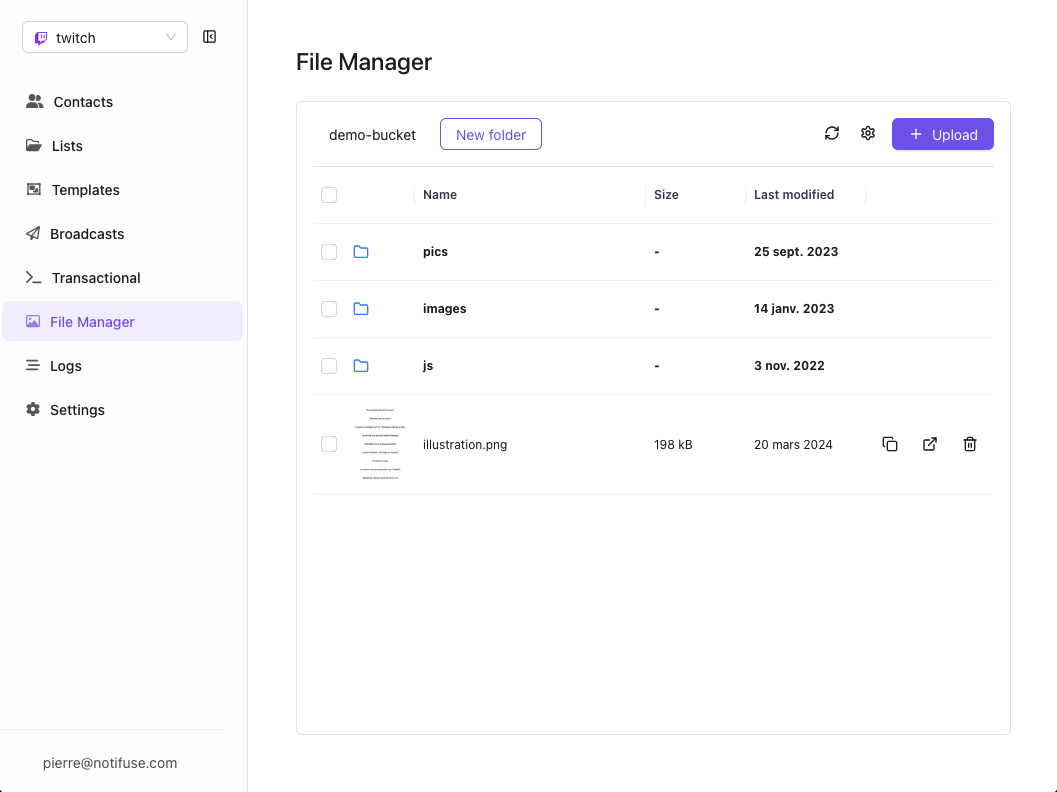 twitch
Contacts
Lists
Templates
Broadcasts
Transactional
File Manager
Logs
Settings
pierre@notifuse.com
File Manager
demo-bucket New folder Upload
Name Size Last modified
pics - 25 sept. 2023
images - 14 janv. 2023
js - 3 nov. 2022
illustration.png 198 kB 20 mars 2024